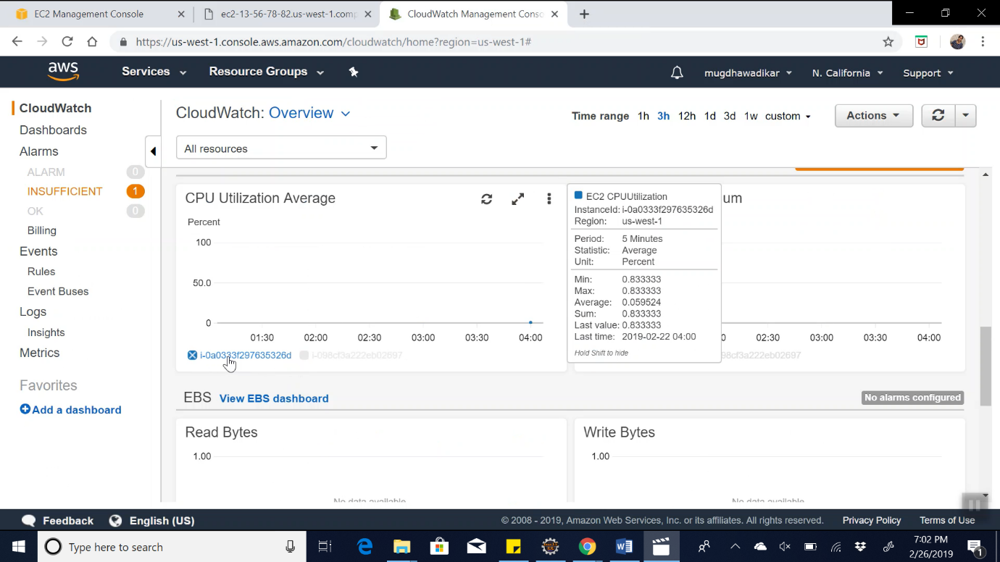 EC2 Management Console
ec2-13-56-78-82.us-west-1.comp
CloudWatch Management Conso
https://us-west-1.console.aws.amazon.com/cloudwatch/home?region=us-west-1#
aws
Services
Resource Groups
mugdhawadikar
N. California
Support
CloudWatch
Dashboards
Alarms
ALARM 0
INSUFFICIENT 1
OK 0
Billing
Events
Rules
Event Buses
Logs
Insights
Metrics
Favorites
Add a dashboard
CloudWatch: Overview
Time range 1h 3h 12h 1d 3d 1w custom
Actions
All resources
CPU Utilization Average
Percent
100
50.0
0
01:30 02:00 02:30 03:00 03:30 04:00
i-0a0333f297635326d i-098cf3a222eb02697
EC2 CPUUtilization
InstanceId: i-0a0333f297635326d
Region: us-west-1
Period: 5 Minutes
Statistic: Average
Unit: Percent
Min: 0.833333
Max: 0.833333
Average: 0.059524
Sum: 0.833333
Last value: 0.833333
Last time: 2019-02-22 04:00
Hold Shift to hide
um
0 02:30 03:00 03:30 04:00
98cf3a222eb02697
EBS View EBS dashboard
No alarms configured
Read Bytes
1.00
No data available
Write Bytes
1.00
No data available
Feedback
English (US)
© 2008 - 2019, Amazon Web Services, Inc. or its affiliates. All rights reserved.
Privacy Policy
Terms of Use
Type here to search
7:02 PM
2/26/2019
1